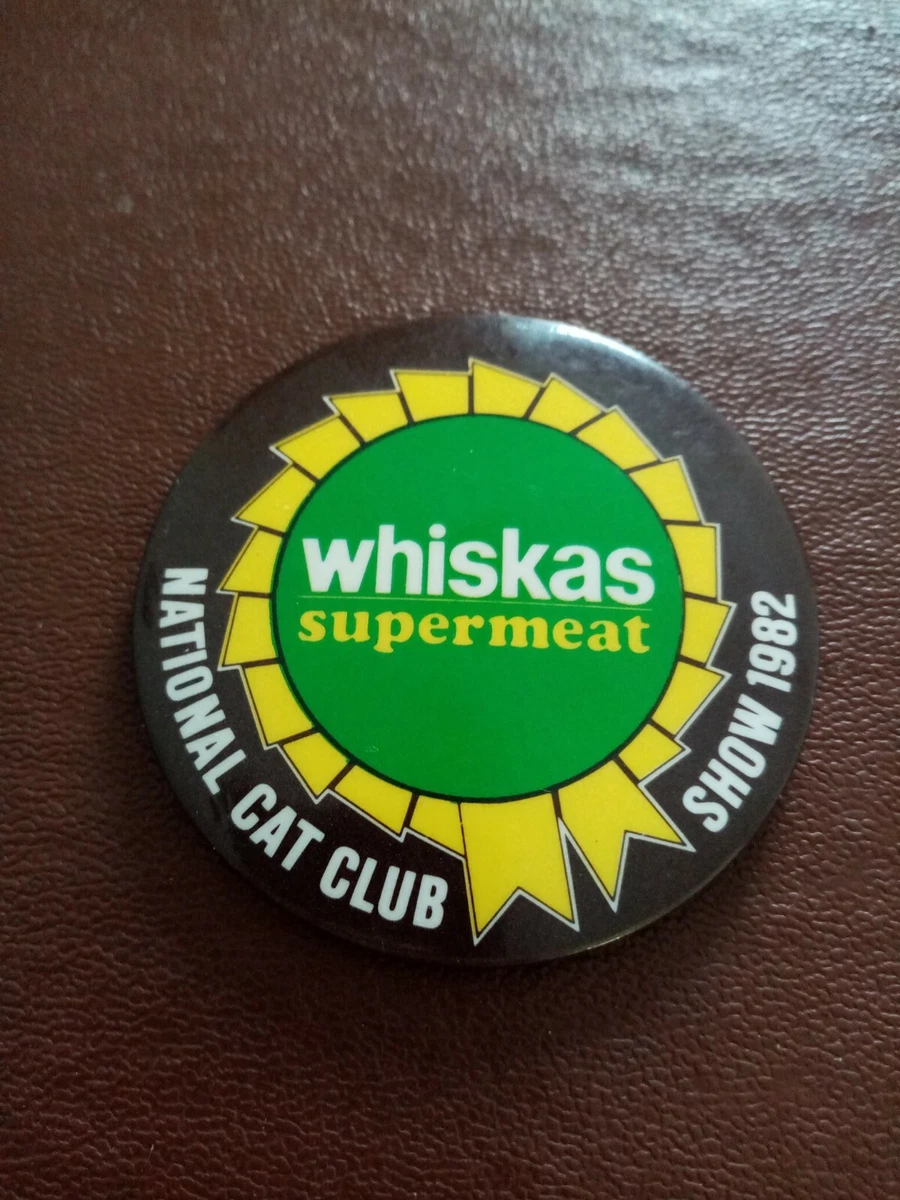 whiskas
supermeat
NATIONAL CAT CLUB
SHOW 1982